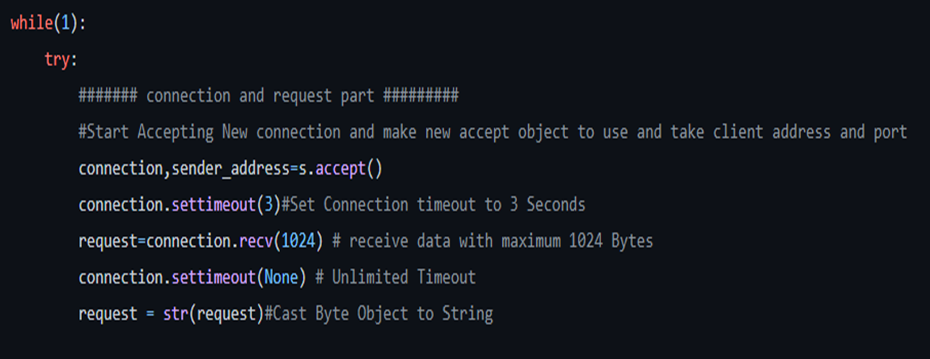 while(1):
try:
####### connection and request part #########
#Start Accepting New connection and make new accept object to use and take client address and port
connection,sender_address=s.accept()
connection.settimeout(3)#Set Connection timeout to 3 Seconds
request=connection.recv(1024) # receive data with maximum 1024 Bytes
connection.settimeout(None) # Unlimited Timeout
request = str(request)#Cast Byte Object to String